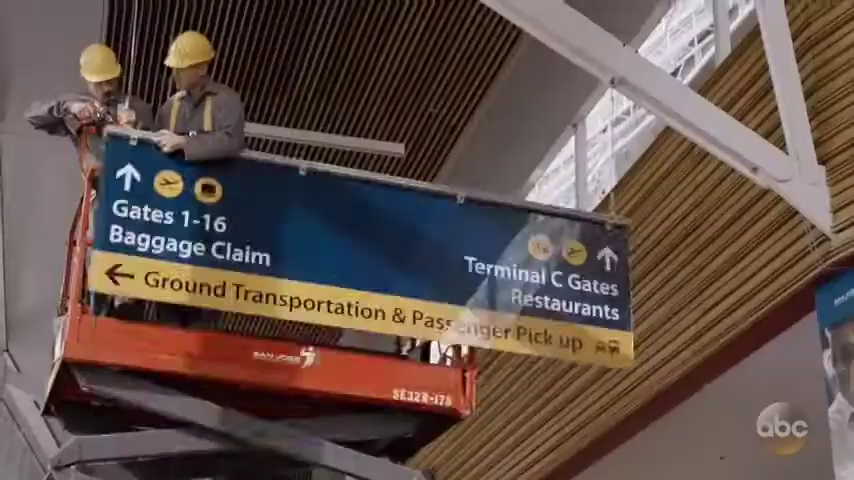 Gates 1-16
Baggage Claim
Terminal C Gates
Restaurants
Ground Transportation & Passenger Pick up
SAN JOSE
SE32R-178
abc